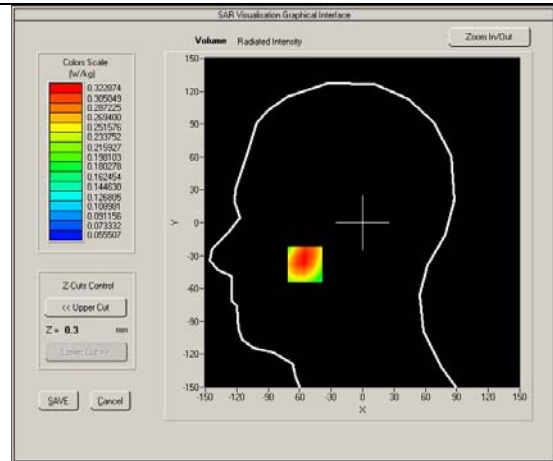 SAR Visualisation Graphical Interface
Volume Radiated Intensity
Zoom In/Out
Colors Scale
(W/kg)
0.322874
0.305049
0.287225
0.269400
0.251576
0.233752
0.215927
0.198103
0.180278
0.162454
0.144630
0.126805
0.108981
0.091156
0.073332
0.055507
Z-Cuts Control
<< Upper Cut
Z = 0.3 mm
Lower Cut >>
SAVE Cancel
150
120
90
60
30
0
-30
-60
-90
-120
-150
Y
-150 -120 -90 -60 -30 0 30 60 90 120 150
X